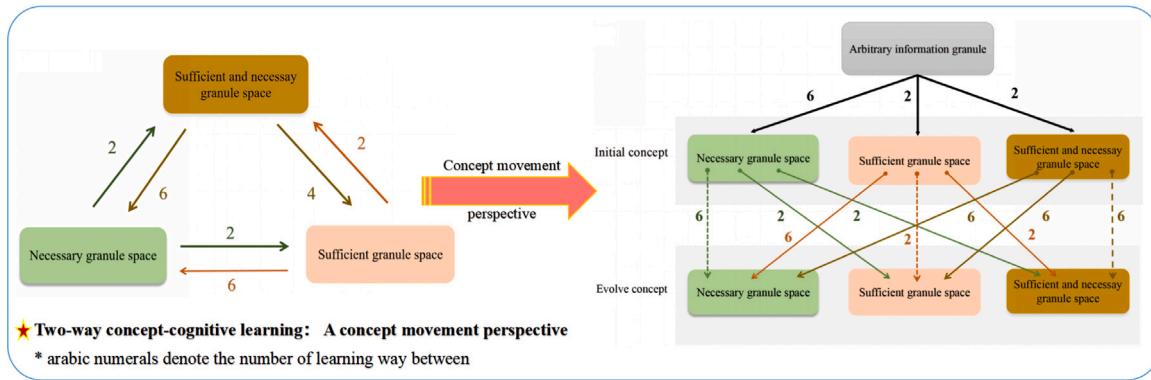 Sufficient and necessay
granule space
2
6
4
2
Necessary granule space
2
6
Sufficient granule space
Concept movement
perspective
Arbitrary information granule
6
2
2
Initial concept
Necessary granule space
Sufficient granule space
Sufficient and necessay
granule space
6
2
6
2
2
6
2
6
6
Evolve concept
Necessary granule space
Sufficient granule space
Sufficient and necessay
granule space
Two-way concept-cognitive learning: A concept movement perspective
* arabic numerals denote the number of learning way between